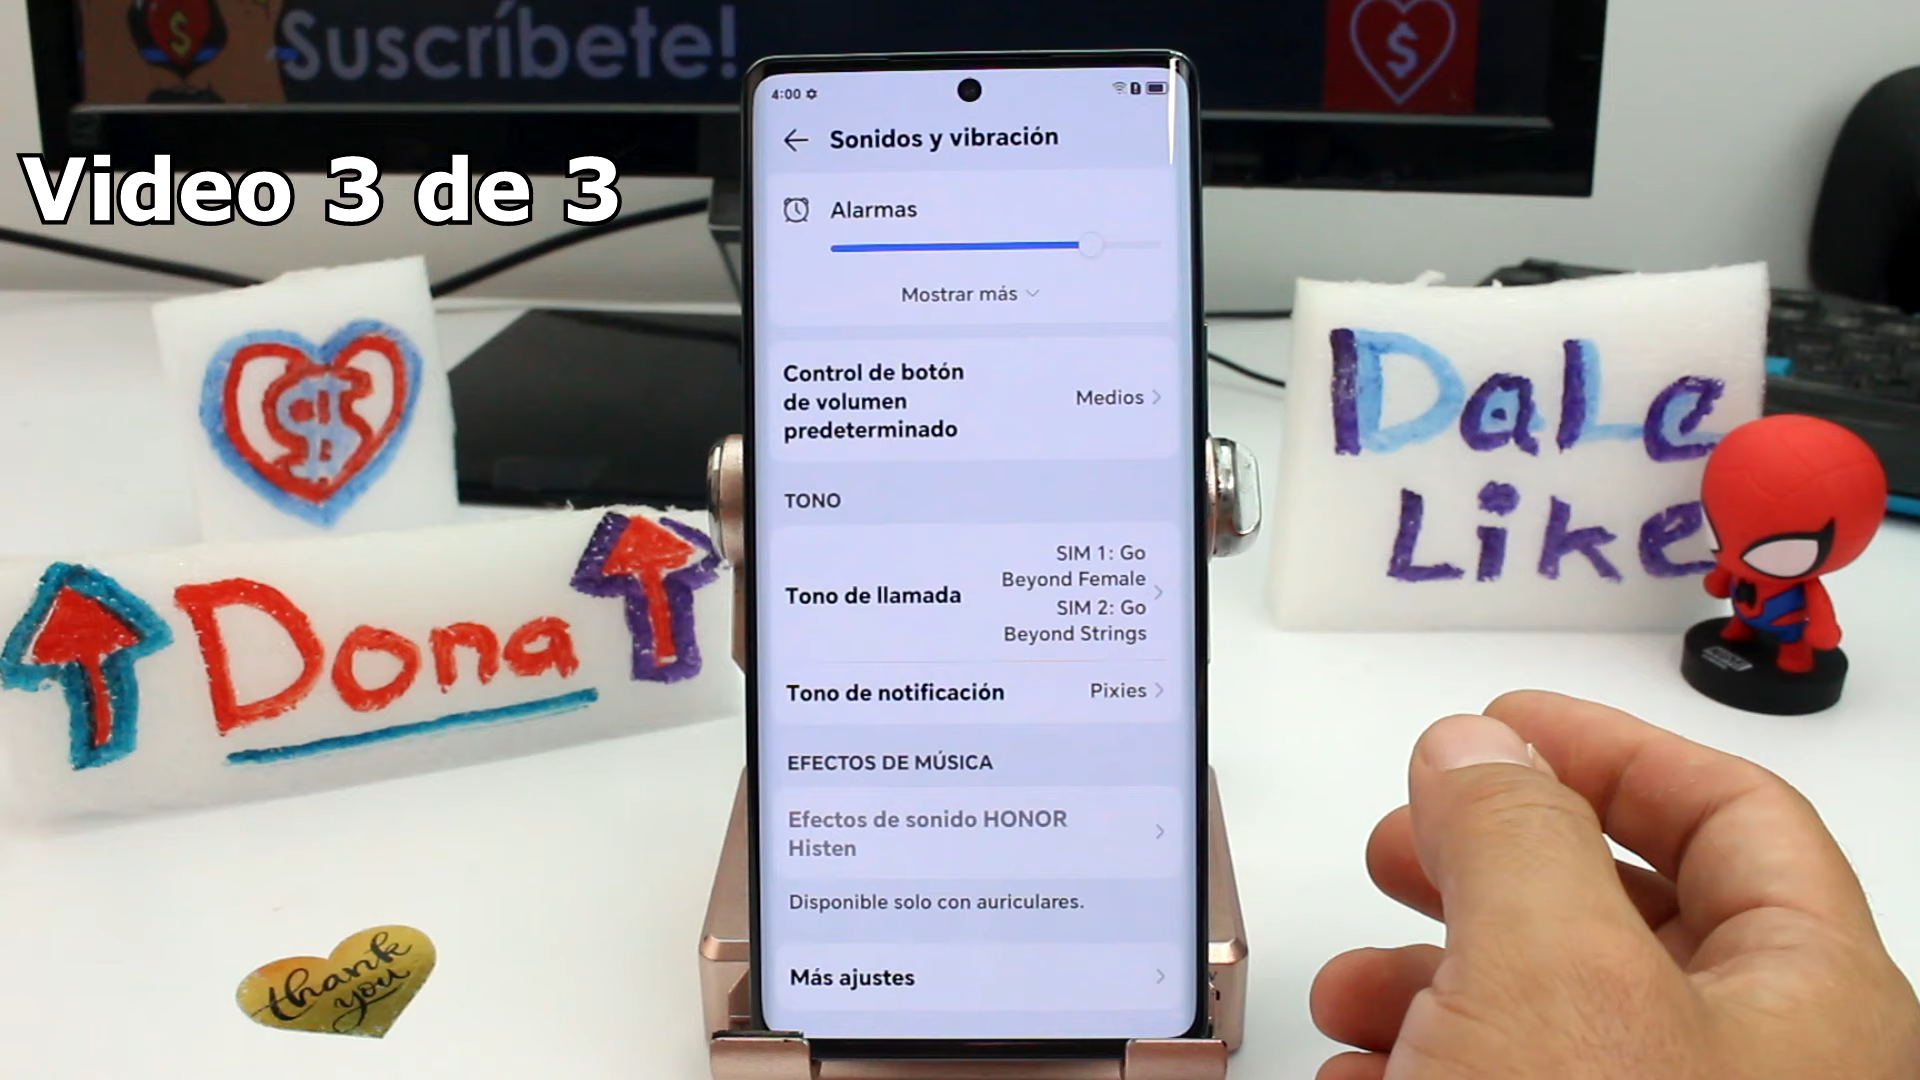 Suscríbete!
Video 3 de 3
4:00
Sonidos y vibración
Alarmas
Mostrar más
Control de botón
de volumen
predeterminado
Medios
TONO
Tono de llamada
SIM 1: Go
Beyond Female
SIM 2: Go
Beyond Strings
Tono de notificación
Pixies
EFECTOS DE MÚSICA
Efectos de sonido HONOR
Histen
Disponible solo con auriculares.
Más ajustes
$
$
$
Dona
DaLe
Like
thank
you